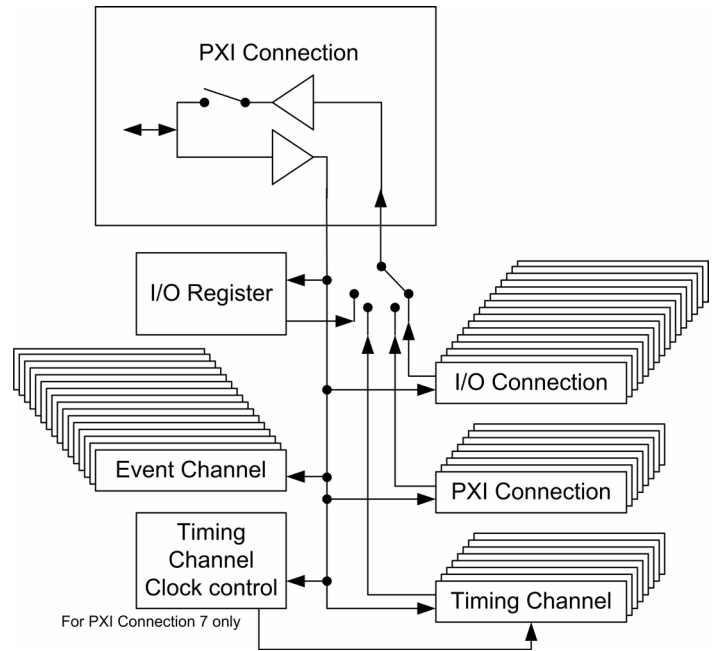 PXI Connection
I/O Register
I/O Connection
Event Channel
PXI Connection
Timing
Channel
Clock control
Timing Channel
For PXI Connection 7 only